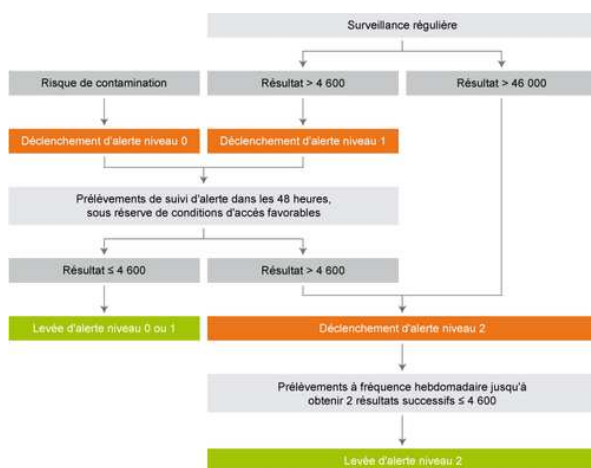 Surveillance régulière
Risque de contamination
Résultat > 4 600
Résultat > 46 000
Déclenchement d'alerte niveau 0
Déclenchement d'alerte niveau 1
Prélèvements de suivi d'alerte dans les 48 heures,
sous réserve de conditions d'accès favorables
Résultat ≤ 4 600
Résultat > 4 600
Levée d'alerte niveau 0 ou 1
Déclenchement d'alerte niveau 2
Prélèvements à fréquence hebdomadaire jusqu'à
obtenir 2 résultats successifs ≤ 4 600
Levée d'alerte niveau 2